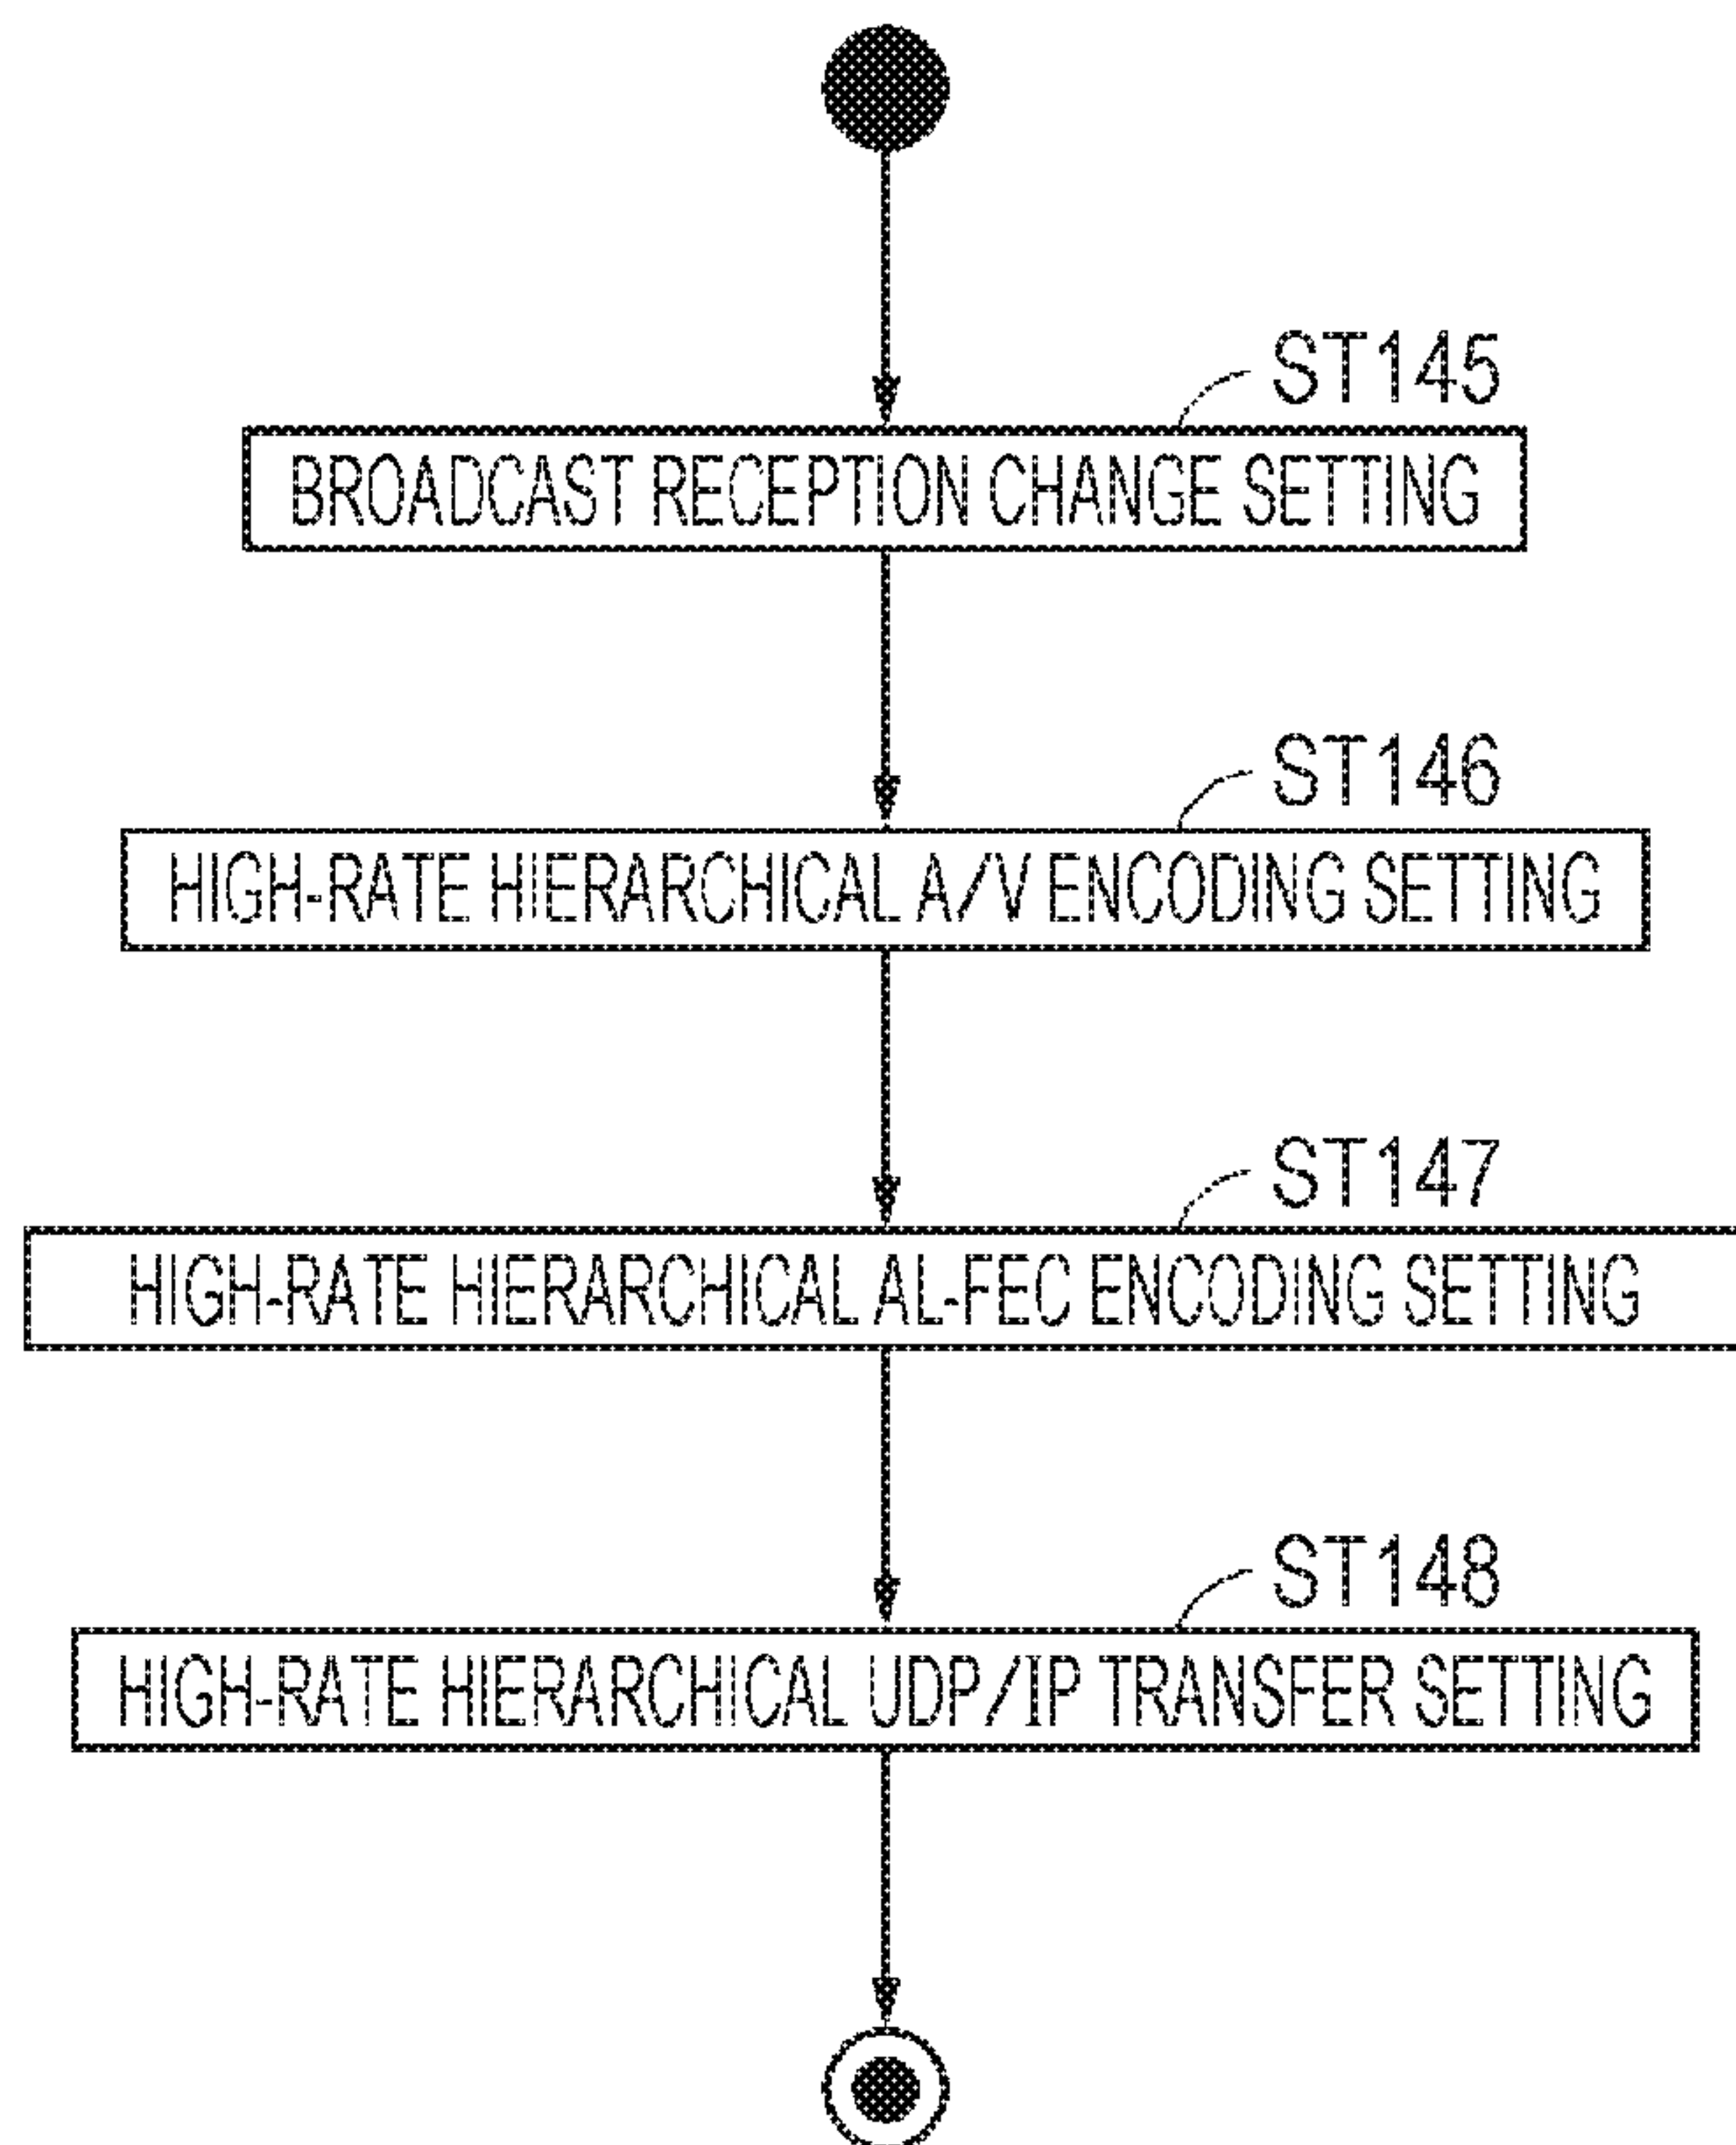 ST145
BROADCAST RECEPTION CHANGE SETTING
ST146
HIGH-RATE HIERARCHICAL A/V ENCODING SETTING
ST147
HIGH-RATE HIERARCHICAL AL-FEC ENCODING SETTING
ST148
HIGH-RATE HIERARCHICAL UDP/IP TRANSFER SETTING